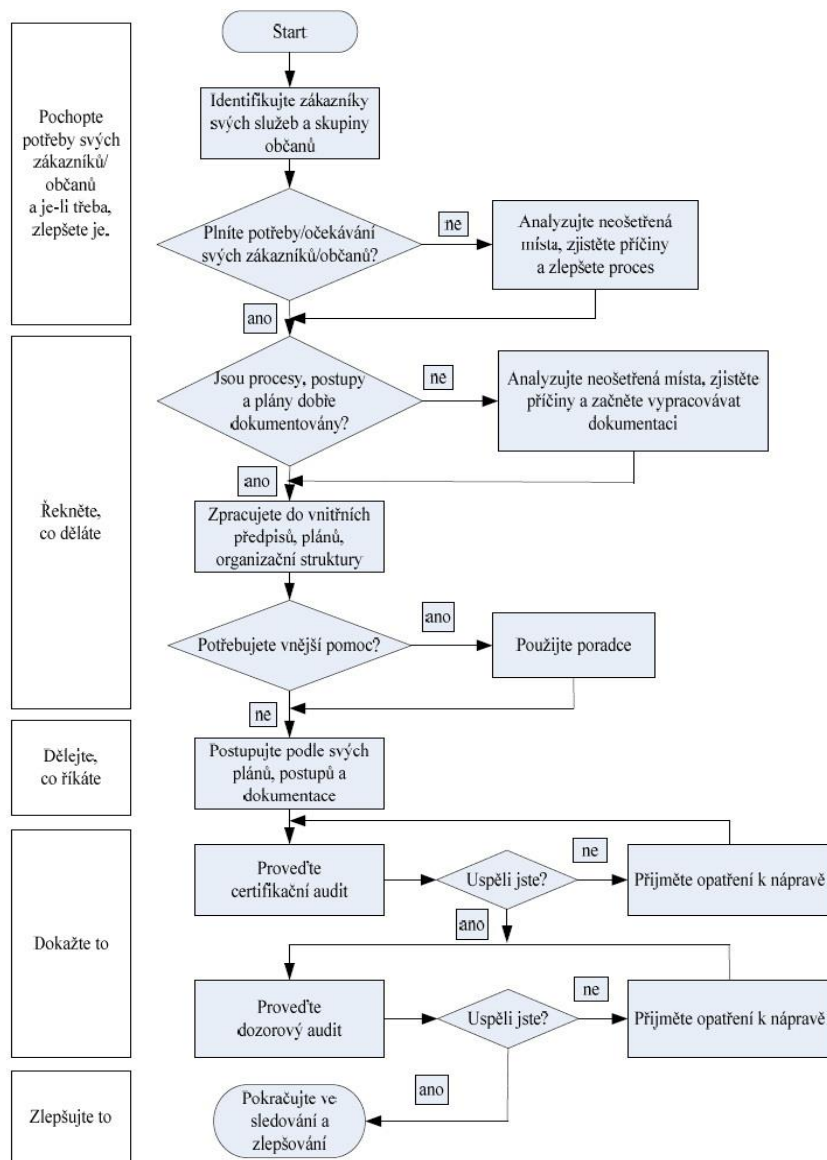 Start
Pochopte
potřeby svých
zákazníků/
občanů
a je-li třeba,
zlepšete je.
Identifikujte zákazníky
svých služeb a skupiny
občanů
Plníte potřeby/očekávání
svých zákazníků/občanů?
ne
Analyzujte neošetřená
místa, zjistěte příčiny
a zlepšete proces
ano
Řekněte,
co děláte
Jsou procesy, postupy
a plány dobře
dokumentovány?
ne
Analyzujte neošetřená místa, zjistěte
příčiny a začněte vypracovávat
dokumentaci
ano
Zpracujete do vnitřních
předpisů, plánů,
organizační struktury
Potřebujete vnější pomoc?
ano
Použijte poradce
ne
Dělejte,
co říkáte
Postupujte podle svých
plánů, postupů a
dokumentace
Dokažte to
Proveďte
certifikační audit
Uspěli jste?
ne
Přijměte opatření k nápravě
ano
Proveďte
dozorový audit
Uspěli jste?
ne
Přijměte opatření k nápravě
ano
Zlepšujte to
Pokračujte ve
sledování a
zlepšování